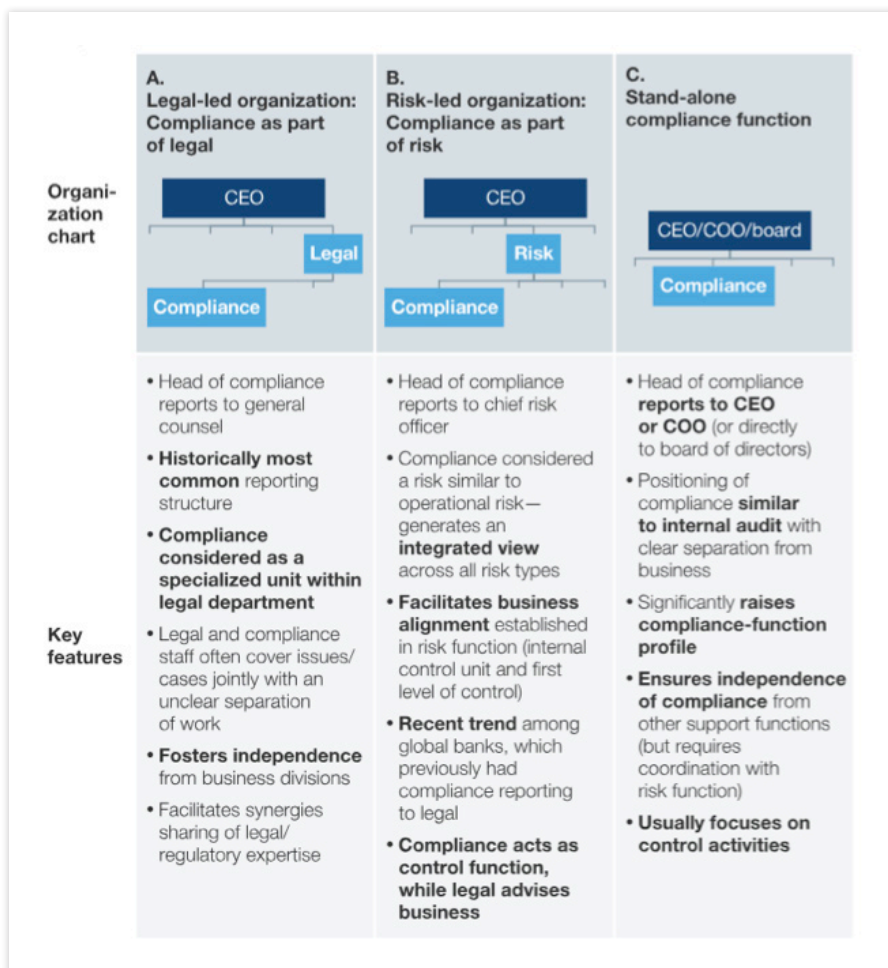 A.
Legal-led organization:
Compliance as part
of legal
B.
Risk-led organization:
Compliance as part
of risk
C.
Stand-alone
compliance function
Organi-
zation
chart
CEO
Legal
Compliance
CEO
Risk
Compliance
CEO/COO/board
Compliance
Key
features
• Head of compliance
reports to general
counsel
• Historically most
common reporting
structure
• Compliance
considered as a
specialized unit within
legal department
• Legal and compliance
staff often cover issues/
cases jointly with an
unclear separation
of work
• Fosters independence
from business divisions
• Facilitates synergies
sharing of legal/
regulatory expertise
• Head of compliance
reports to chief risk
officer
• Compliance considered
a risk similar to
operational risk—
generates an
integrated view
across all risk types
• Facilitates business
alignment established
in risk function (internal
control unit and first
level of control)
• Recent trend among
global banks, which
previously had
compliance reporting
to legal
• Compliance acts as
control function,
while legal advises
business
• Head of compliance
reports to CEO
or COO (or directly
to board of directors)
• Positioning of
compliance similar
to internal audit with
clear separation from
business
• Significantly raises
compliance-function
profile
• Ensures independence
of compliance from
other support functions
(but requires
coordination with
risk function)
• Usually focuses on
control activities